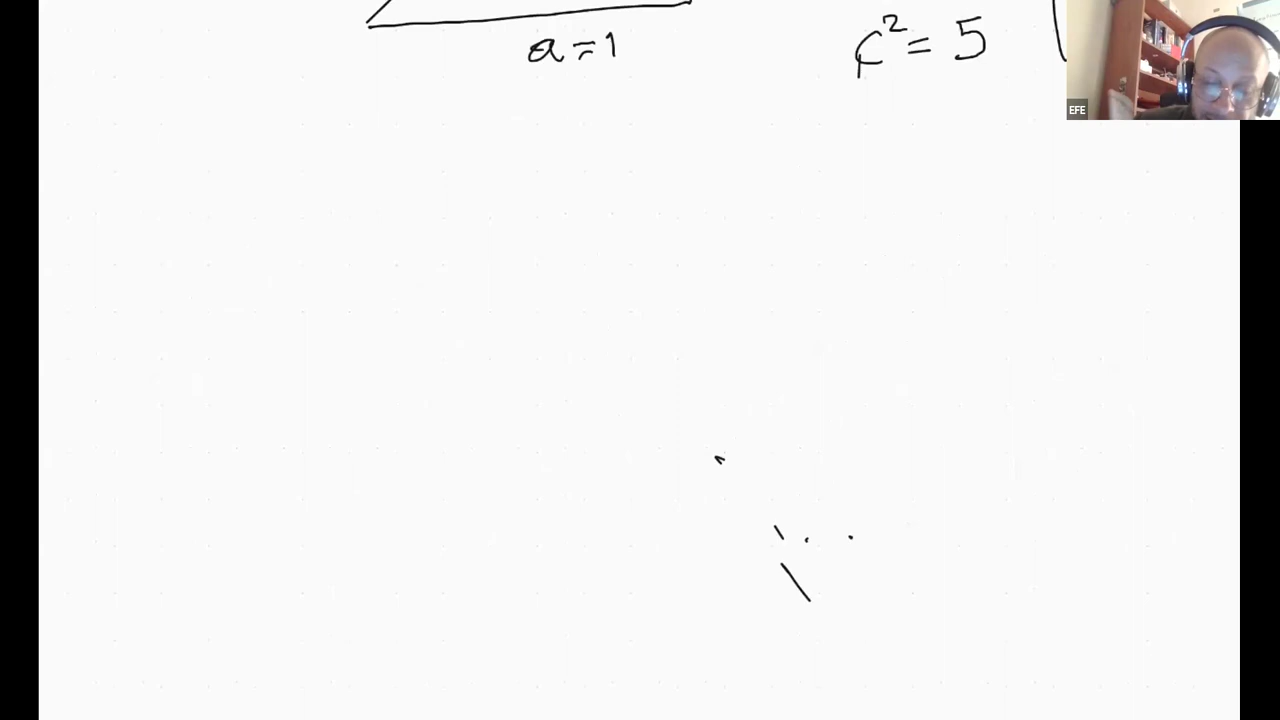 a = 1
c² = 5
EFE